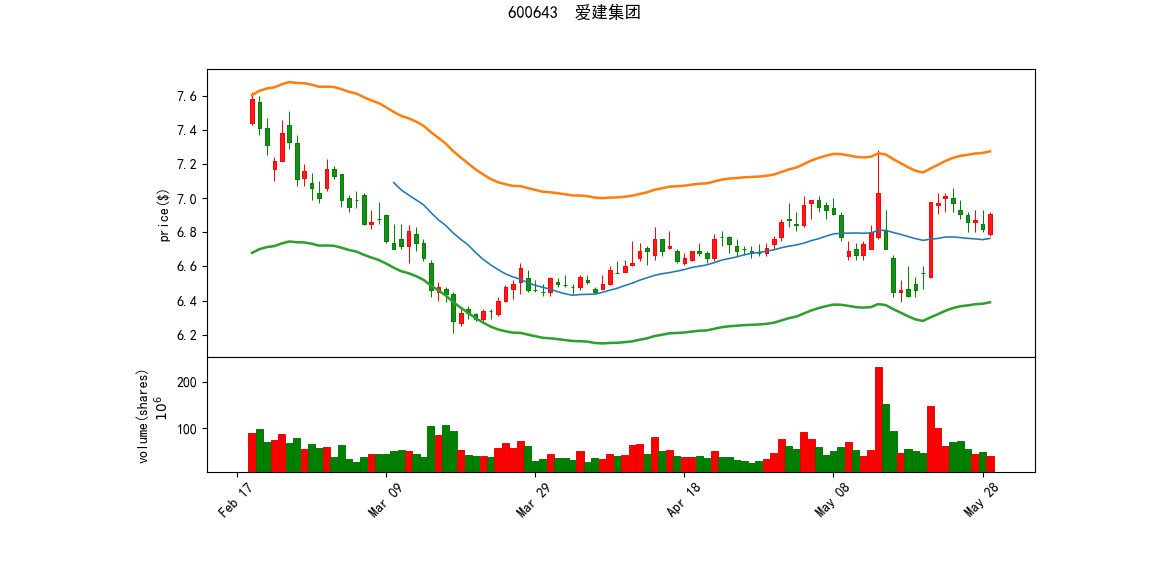 600643 爱建集团
price($)
7.6
7.4
7.2
7.0
6.8
6.6
6.4
6.2
volume(shares)
10^6
200
100
Feb 17
Mar 09
Mar 29
Apr 18
May 08
May 28